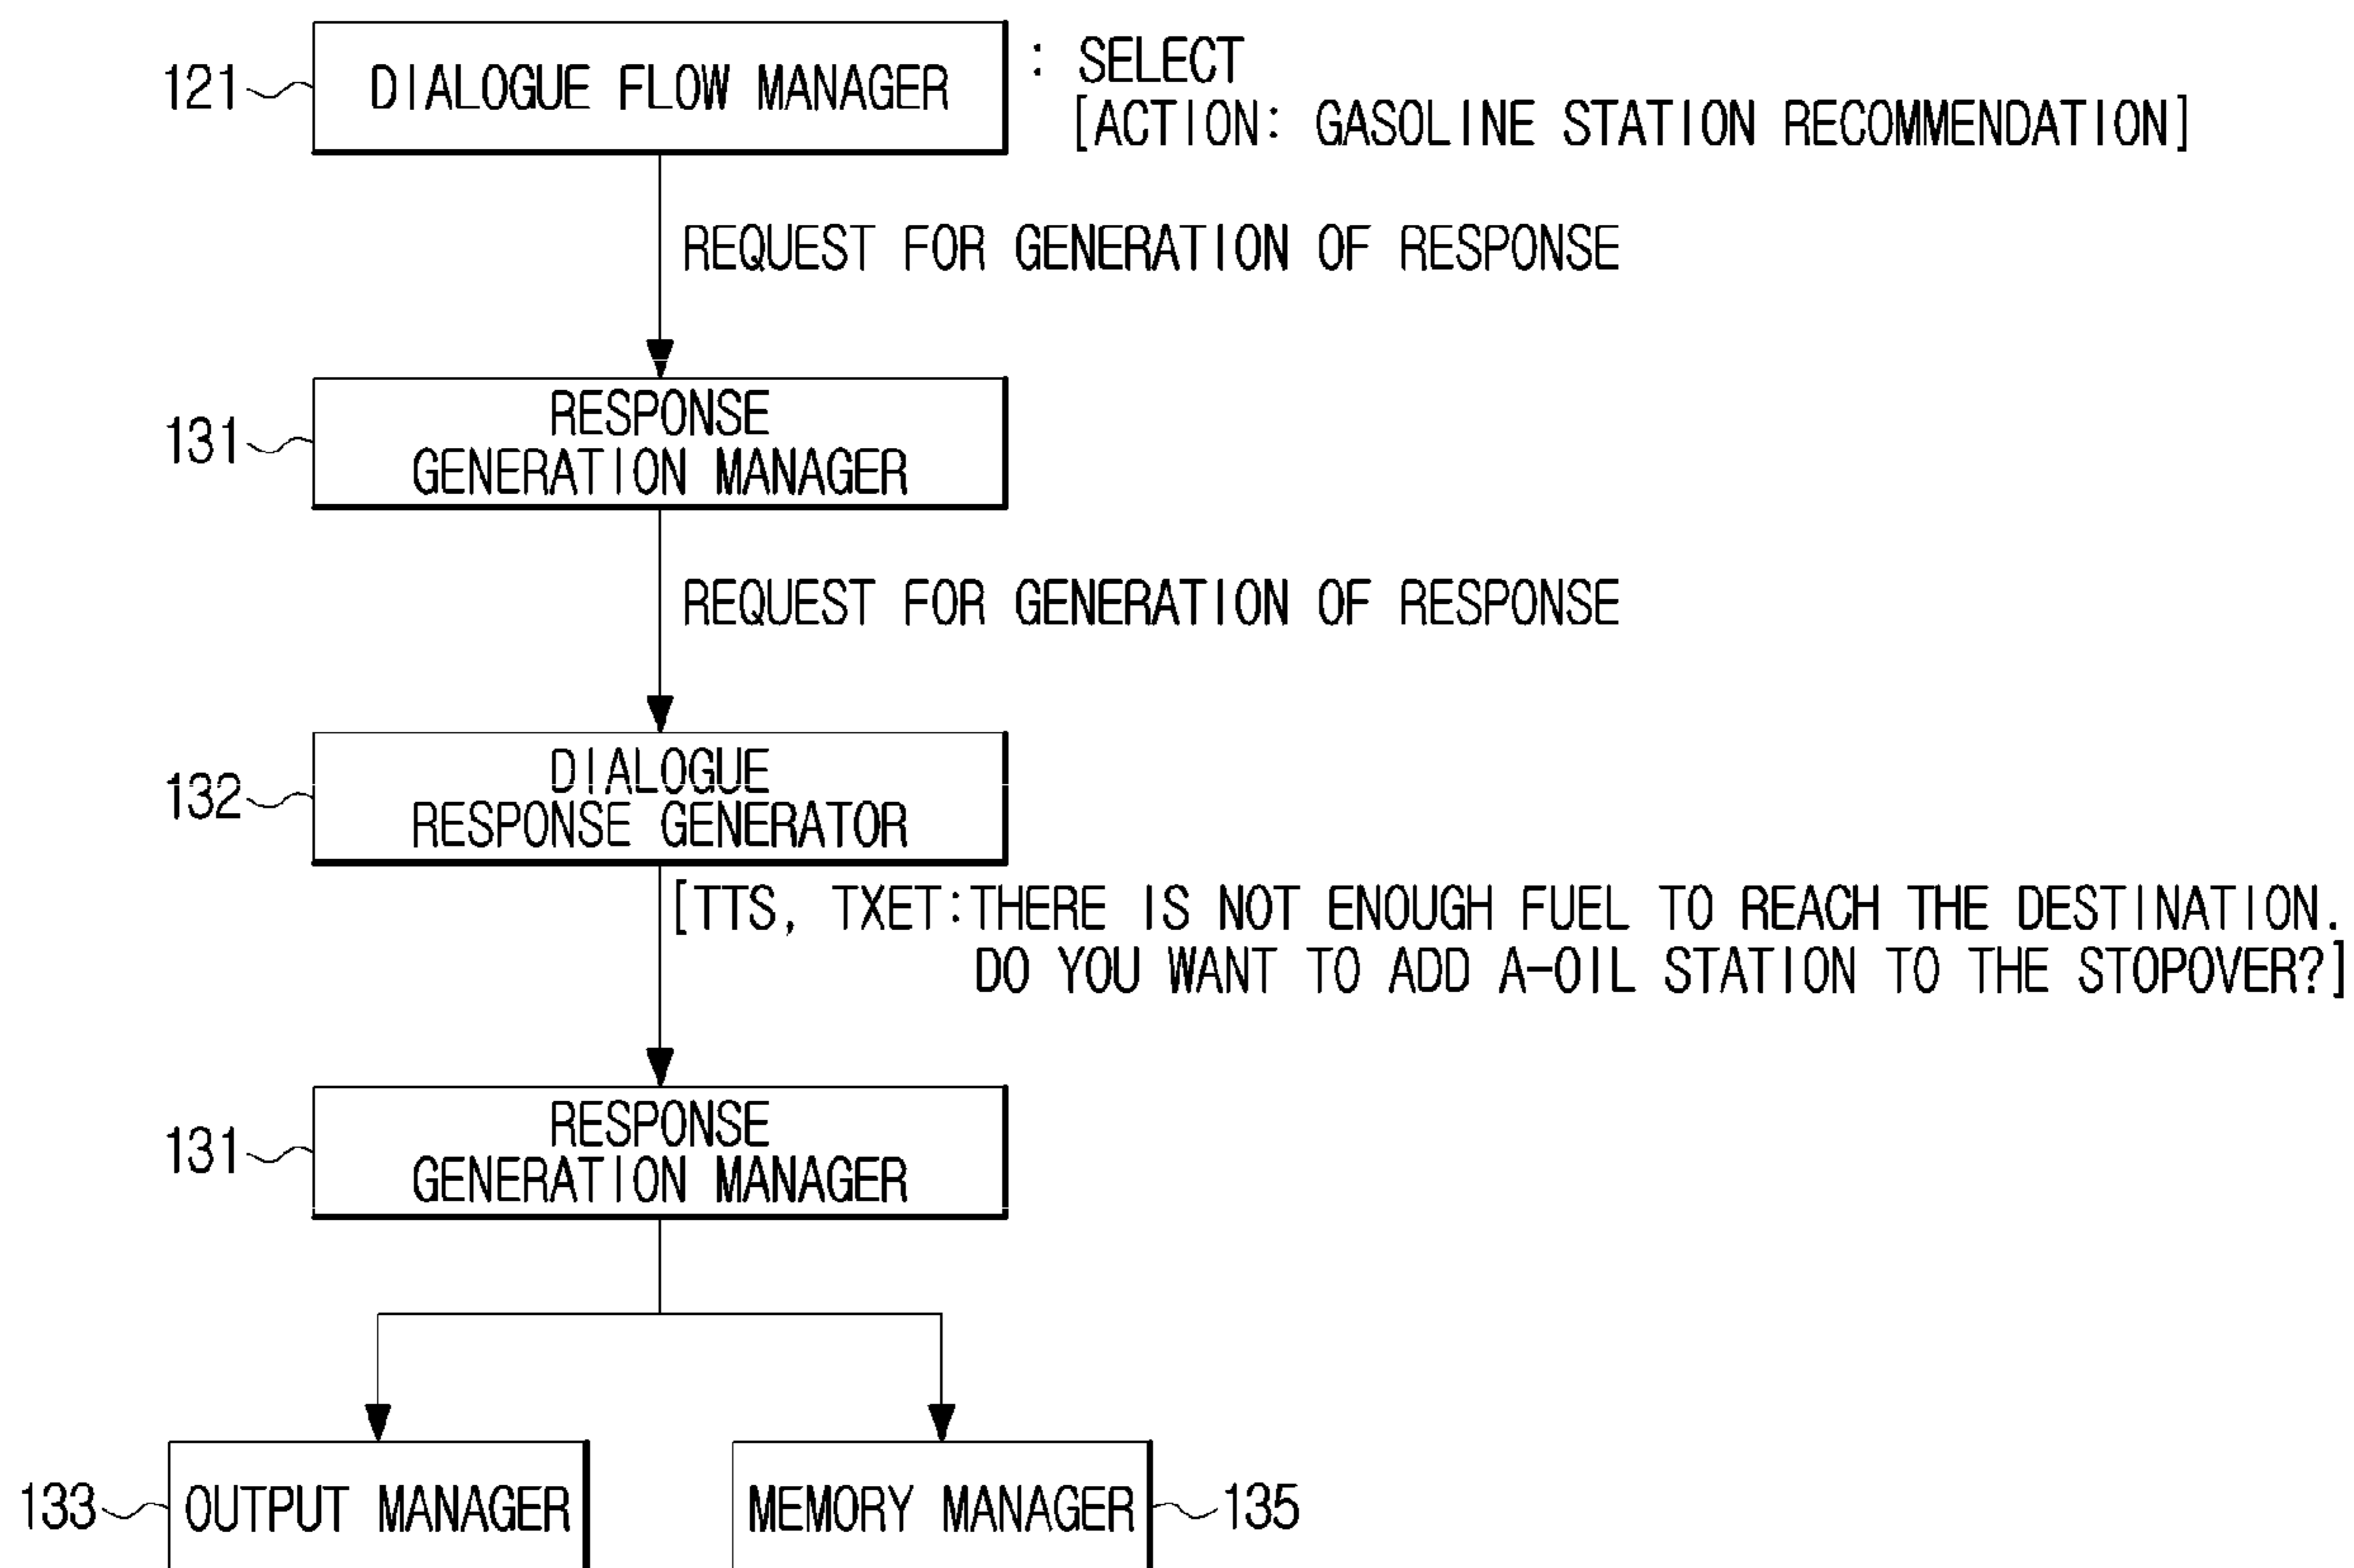 121
DIALOGUE FLOW MANAGER
: SELECT
[ACTION: GASOLINE STATION RECOMMENDATION]
REQUEST FOR GENERATION OF RESPONSE
131
RESPONSE
GENERATION MANAGER
REQUEST FOR GENERATION OF RESPONSE
132
DIALOGUE
RESPONSE GENERATOR
[TTS, TXET:THERE IS NOT ENOUGH FUEL TO REACH THE DESTINATION.
DO YOU WANT TO ADD A-OIL STATION TO THE STOPOVER?]
131
RESPONSE
GENERATION MANAGER
133
OUTPUT MANAGER
MEMORY MANAGER
135